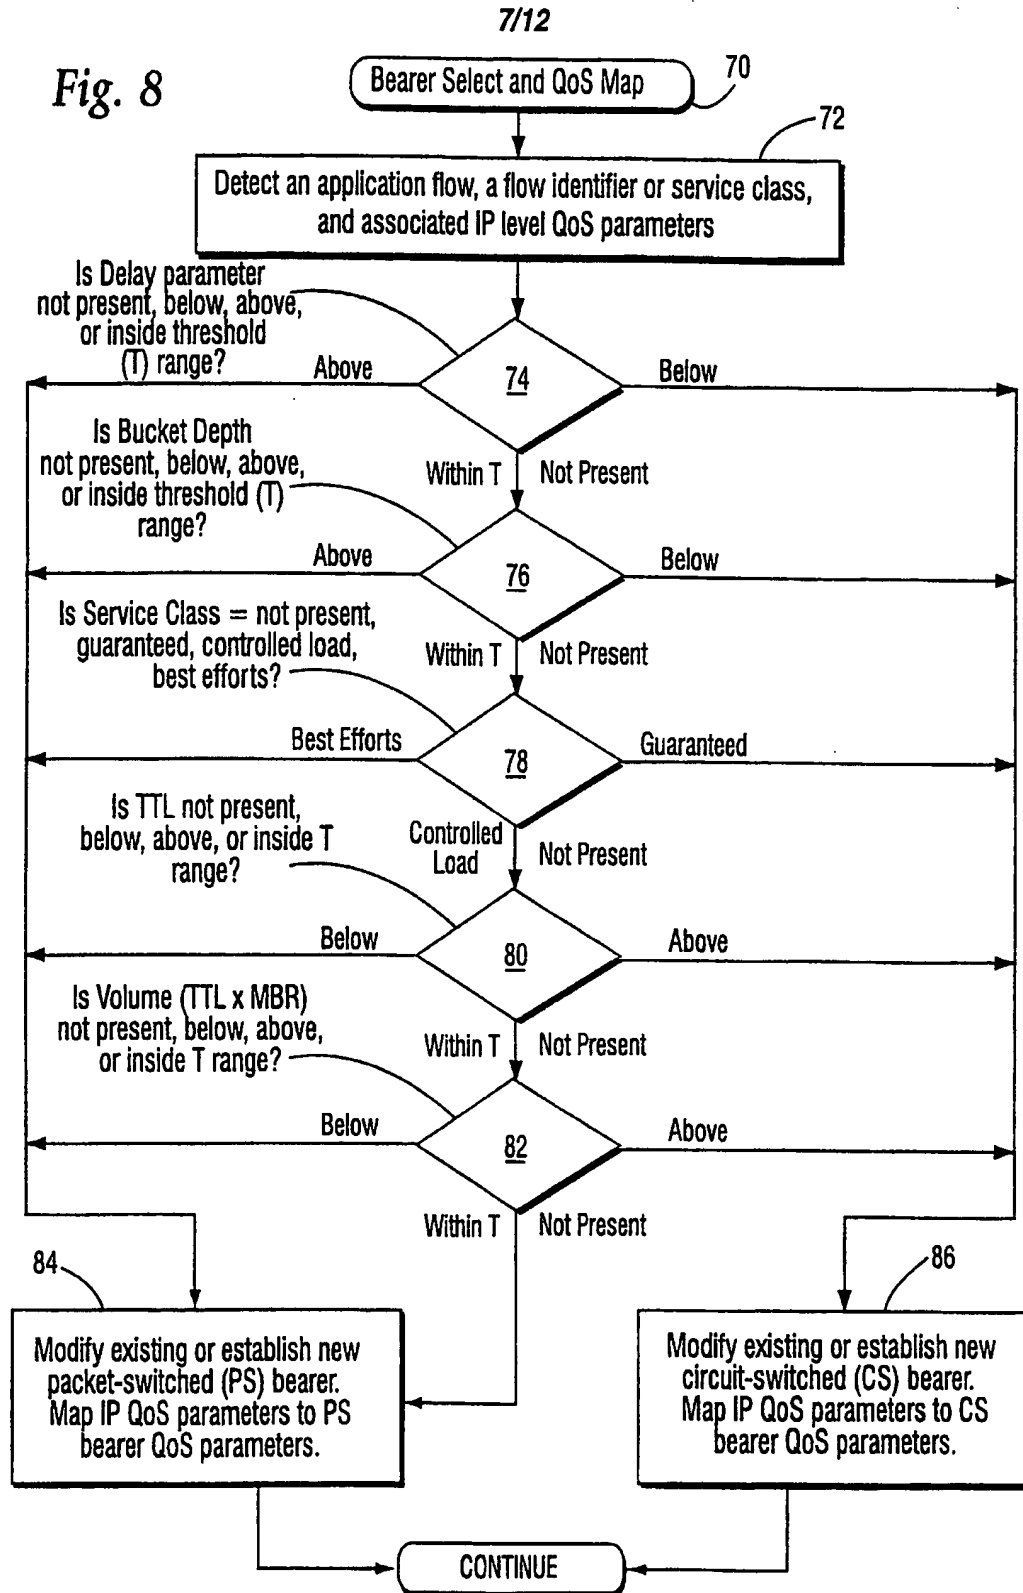 7/12
Fig. 8
Bearer Select and QoS Map
70
72
Detect an application flow, a flow identifier or service class,
and associated IP level QoS parameters
Is Delay parameter
not present, below, above,
or inside threshold
(T) range?
Above
74
Below
Within T
Not Present
Is Bucket Depth
not present, below, above,
or inside threshold (T)
range?
Above
76
Below
Within T
Not Present
Is Service Class = not present,
guaranteed, controlled load,
best efforts?
Best Efforts
78
Guaranteed
Controlled
Load
Not Present
Is TTL not present,
below, above, or inside T
range?
Below
80
Above
Within T
Not Present
Is Volume (TTL x MBR)
not present, below, above,
or inside T range?
Below
82
Above
Within T
Not Present
84
Modify existing or establish new
packet-switched (PS) bearer.
Map IP QoS parameters to PS
bearer QoS parameters.
86
Modify existing or establish new
circuit-switched (CS) bearer.
Map IP QoS parameters to CS
bearer QoS parameters.
CONTINUE